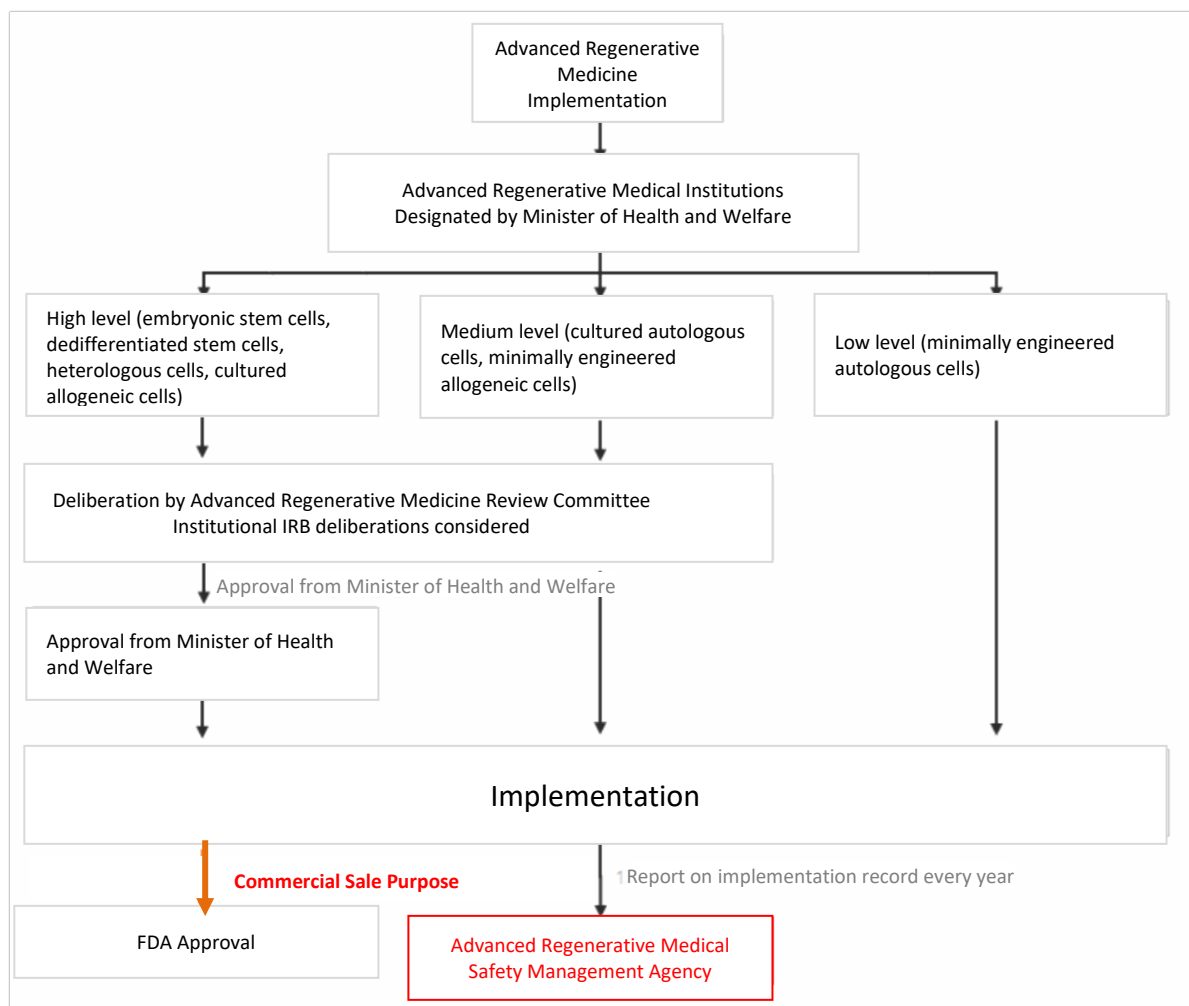 Advanced Regenerative
Medicine
Implementation
Advanced Regenerative Medical Institutions
Designated by Minister of Health and Welfare
High level (embryonic stem cells,
dedifferentiated stem cells,
heterologous cells, cultured
allogeneic cells)
Medium level (cultured autologous
cells, minimally engineered
allogeneic cells)
Low level (minimally engineered
autologous cells)
Deliberation by Advanced Regenerative Medicine Review Committee
Institutional IRB deliberations considered
Approval from Minister of Health and Welfare
Approval from Minister of Health
and Welfare
Implementation
Commercial Sale Purpose
Report on implementation record every year
FDA Approval
Advanced Regenerative Medical
Safety Management Agency